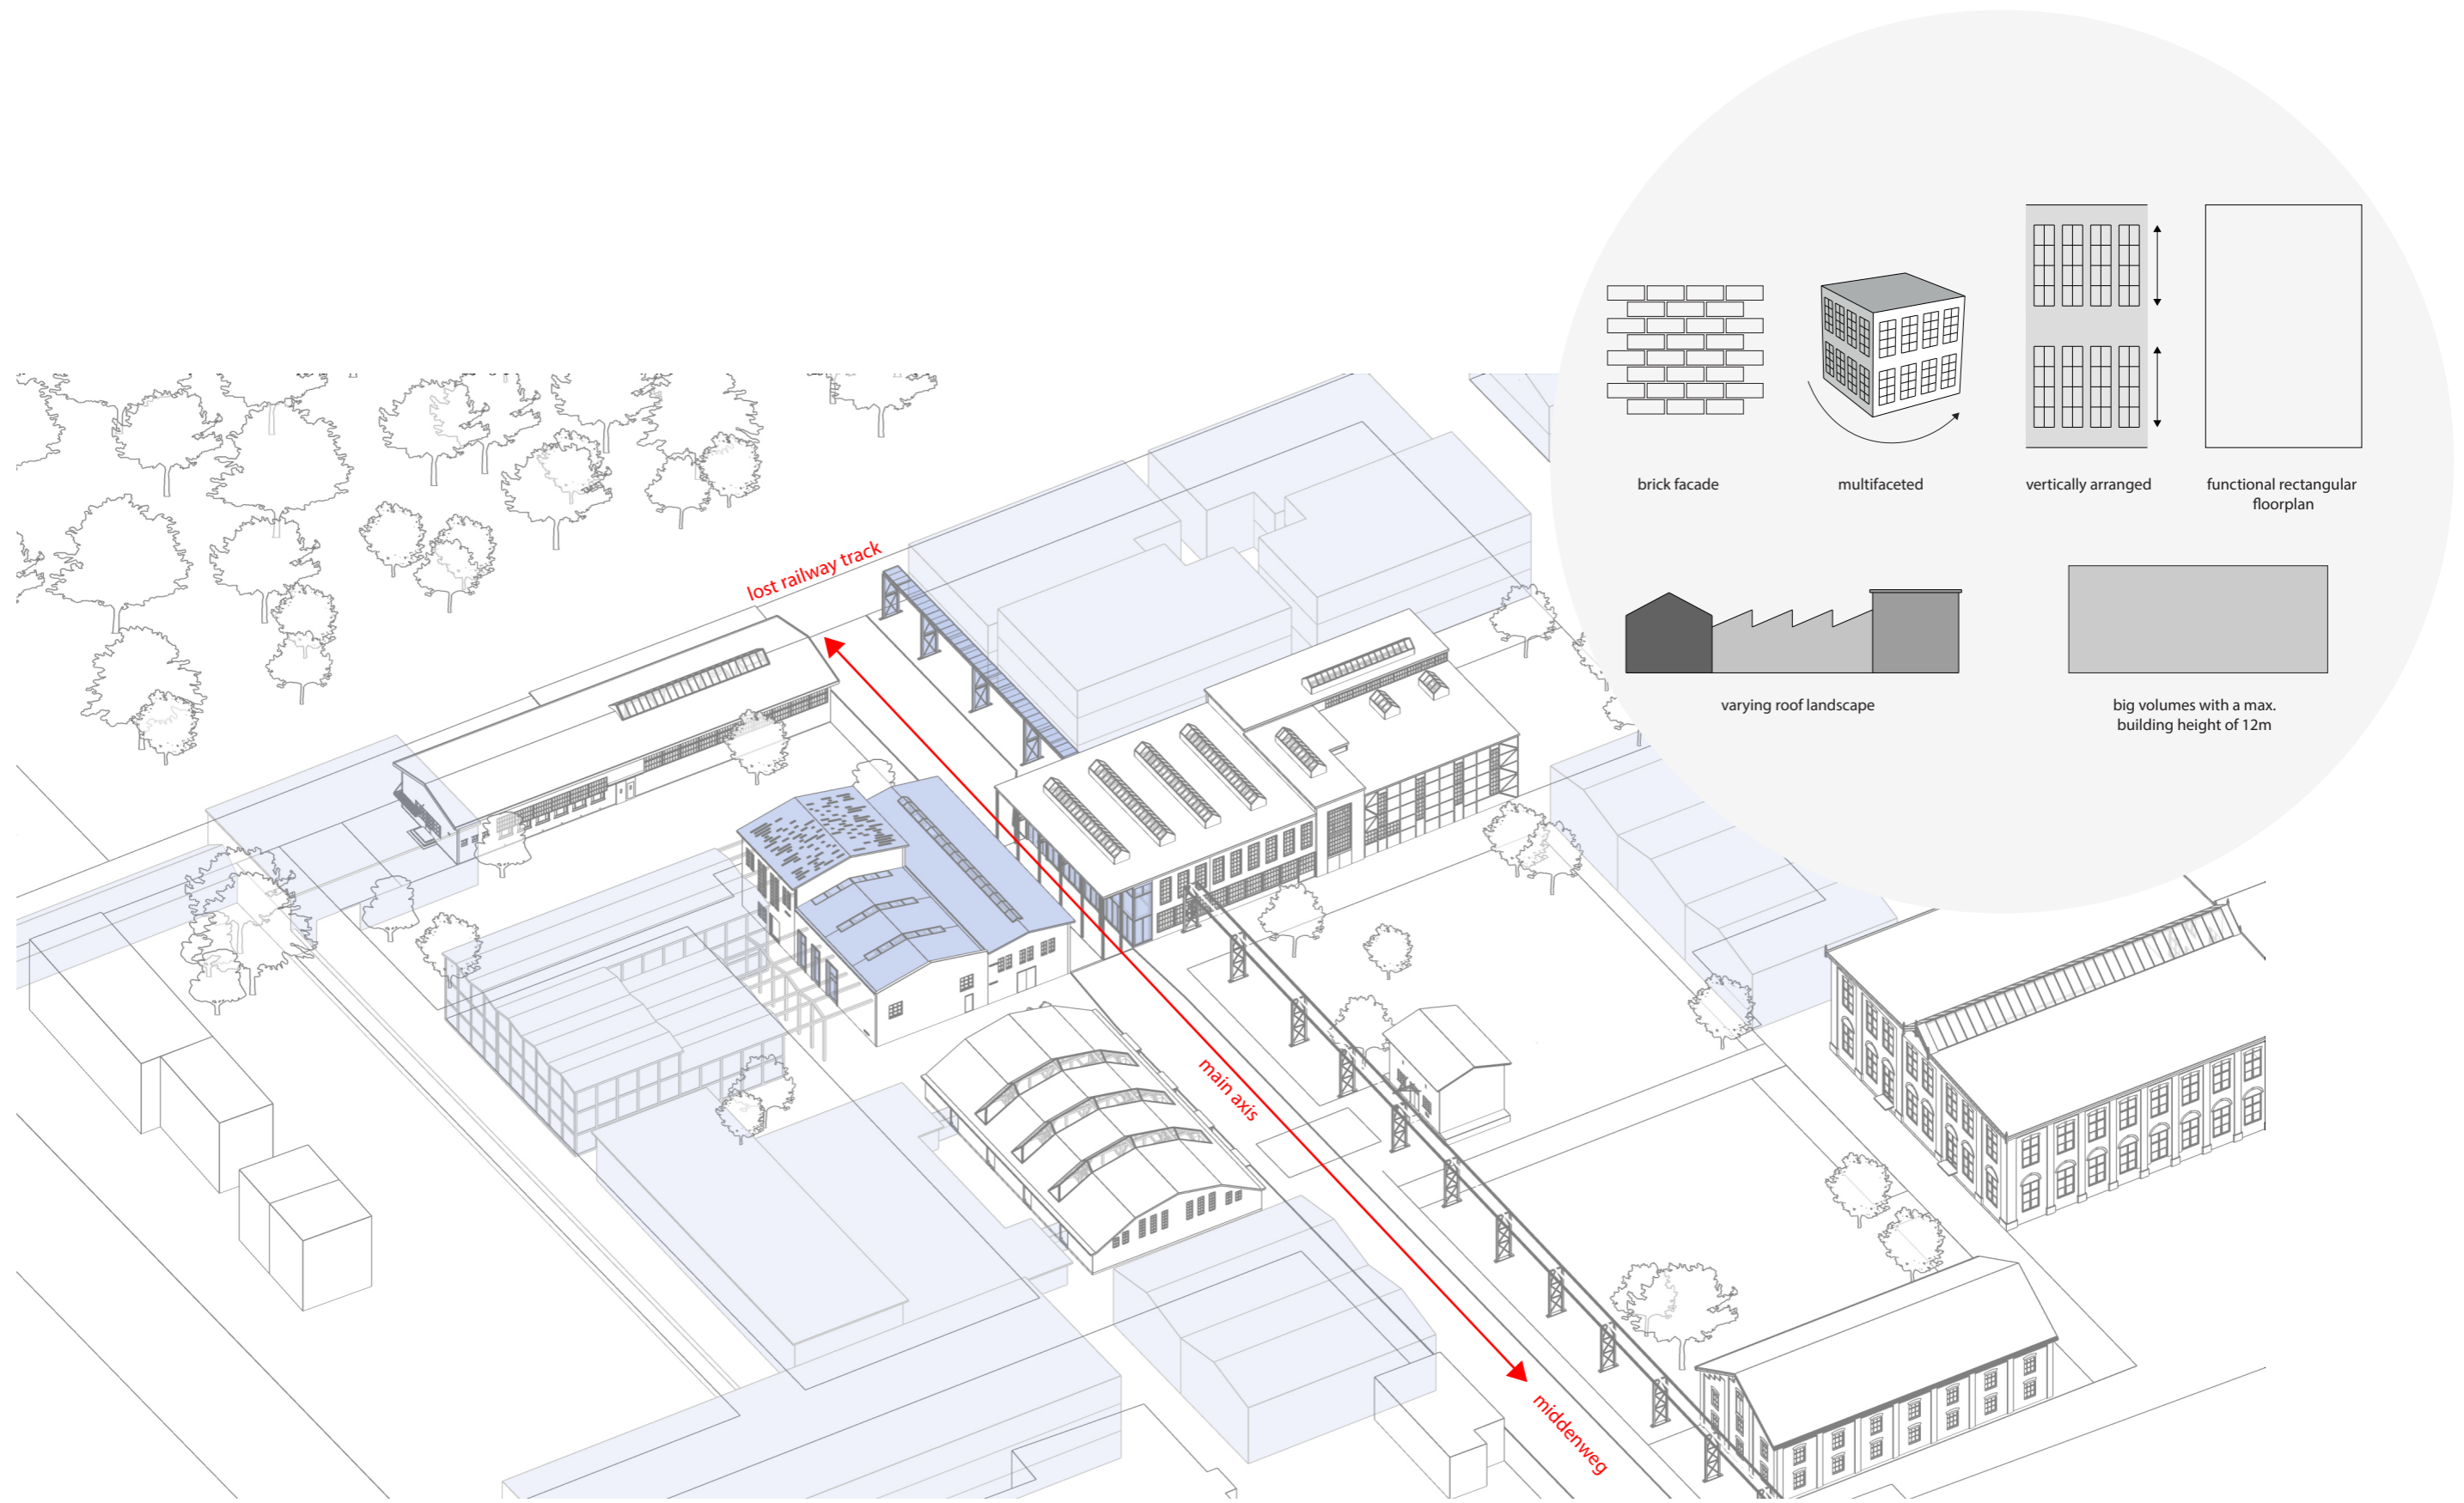 brick facade
multifaceted
vertically arranged
functional rectangular
floorplan
varying roof landscape
big volumes with a max.
building height of 12m
lost railway track
main axis
middenweg